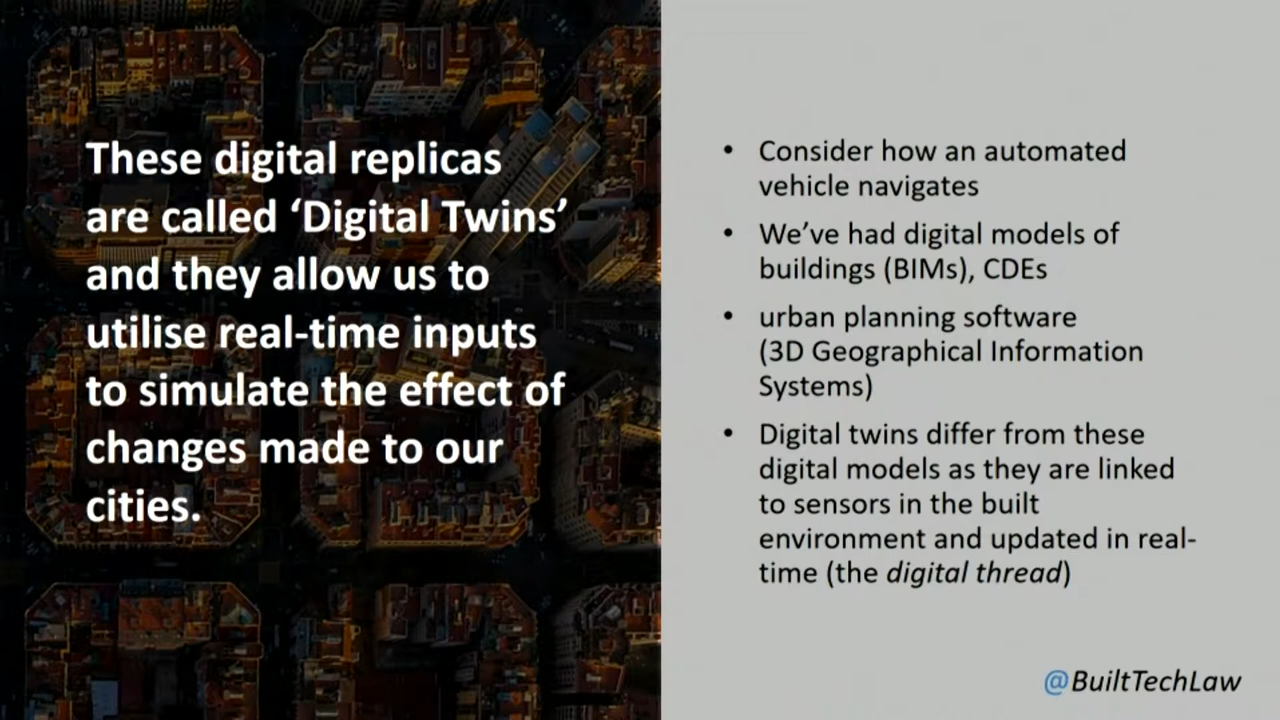 These digital replicas
are called ‘Digital Twins’
and they allow us to
utilise real-time inputs
to simulate the effect of
changes made to our
cities.
• Consider how an automated
vehicle navigates
• We’ve had digital models of
buildings (BIMs), CDEs
• urban planning software
(3D Geographical Information
Systems)
• Digital twins differ from these
digital models as they are linked
to sensors in the built
environment and updated in real-
time (the digital thread)
@BuiltTechLaw